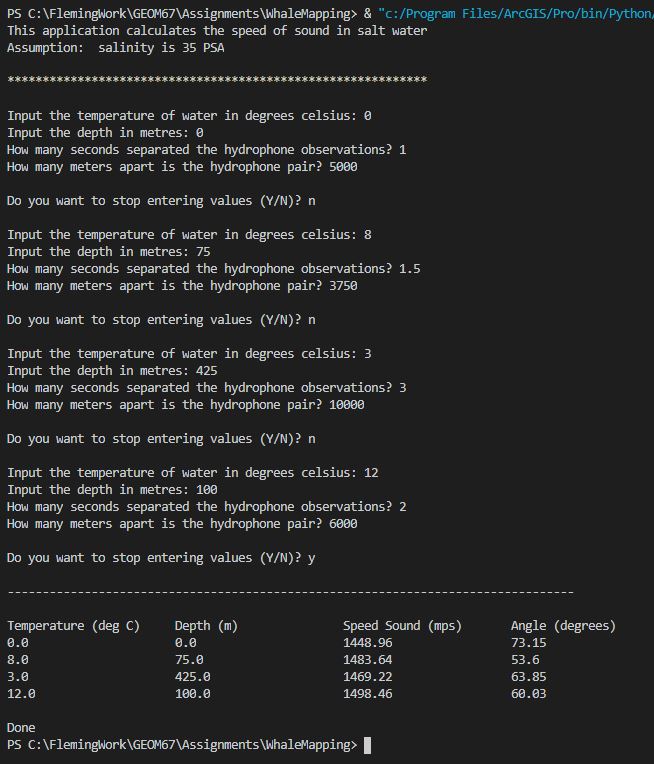 PS C:\FlemingWork\GEOM67\Assignments\WhaleMapping> & "c:/Program Files/ArcGIS/Pro/bin/Python/
This application calculates the speed of sound in salt water
Assumption:  salinity is 35 PSA
************************************************************
Input the temperature of water in degrees celsius: 0
Input the depth in metres: 0
How many seconds separated the hydrophone observations? 1
How many meters apart is the hydrophone pair? 5000
Do you want to stop entering values (Y/N)? n
Input the temperature of water in degrees celsius: 8
Input the depth in metres: 75
How many seconds separated the hydrophone observations? 1.5
How many meters apart is the hydrophone pair? 3750
Do you want to stop entering values (Y/N)? n
Input the temperature of water in degrees celsius: 3
Input the depth in metres: 425
How many seconds separated the hydrophone observations? 3
How many meters apart is the hydrophone pair? 10000
Do you want to stop entering values (Y/N)? n
Input the temperature of water in degrees celsius: 12
Input the depth in metres: 100
How many seconds separated the hydrophone observations? 2
How many meters apart is the hydrophone pair? 6000
Do you want to stop entering values (Y/N)? y
---------------------------------------------------------------------------------
Temperature (deg C)     Depth (m)               Speed Sound (mps)       Angle (degrees)
0.0                     0.0                     1448.96                 73.15
8.0                     75.0                    1483.64                 53.6
3.0                     425.0                   1469.22                 63.85
12.0                    100.0                   1498.46                 60.03
Done
PS C:\FlemingWork\GEOM67\Assignments\WhaleMapping>